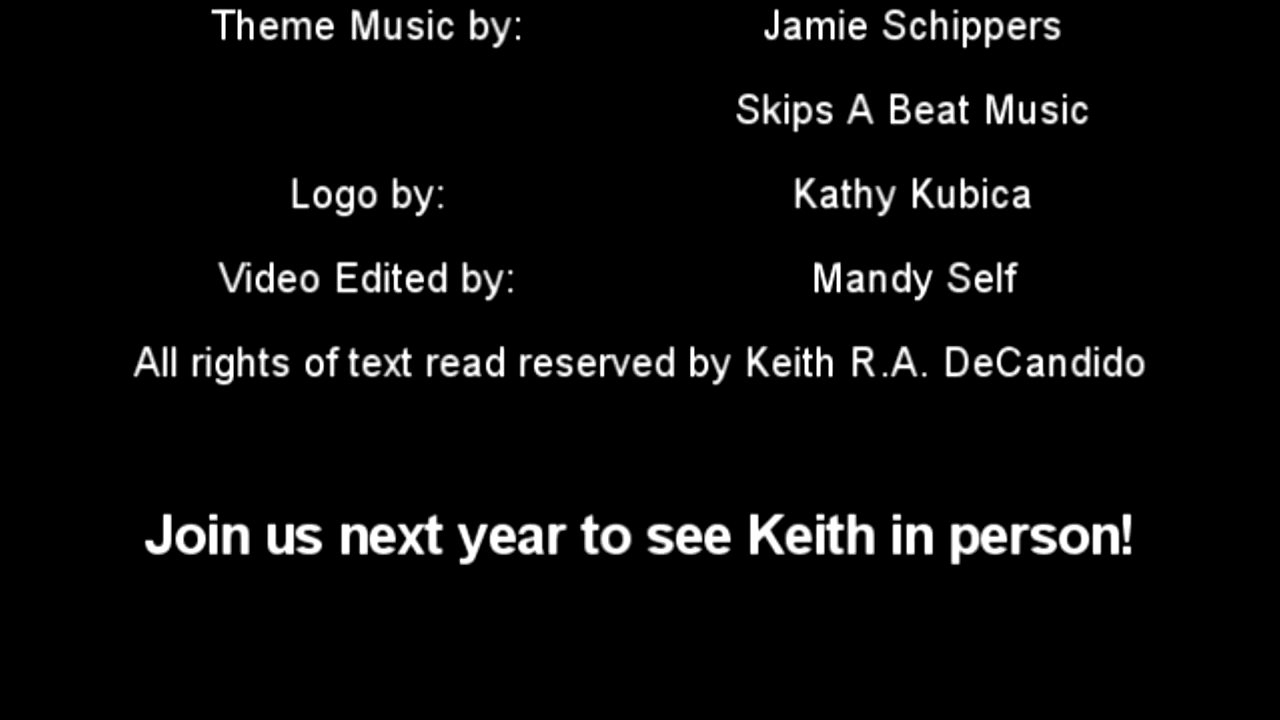 Theme Music by: Jamie Schippers
Skips A Beat Music
Logo by: Kathy Kubica
Video Edited by: Mandy Self
All rights of text read reserved by Keith R.A. DeCandido
Join us next year to see Keith in person!